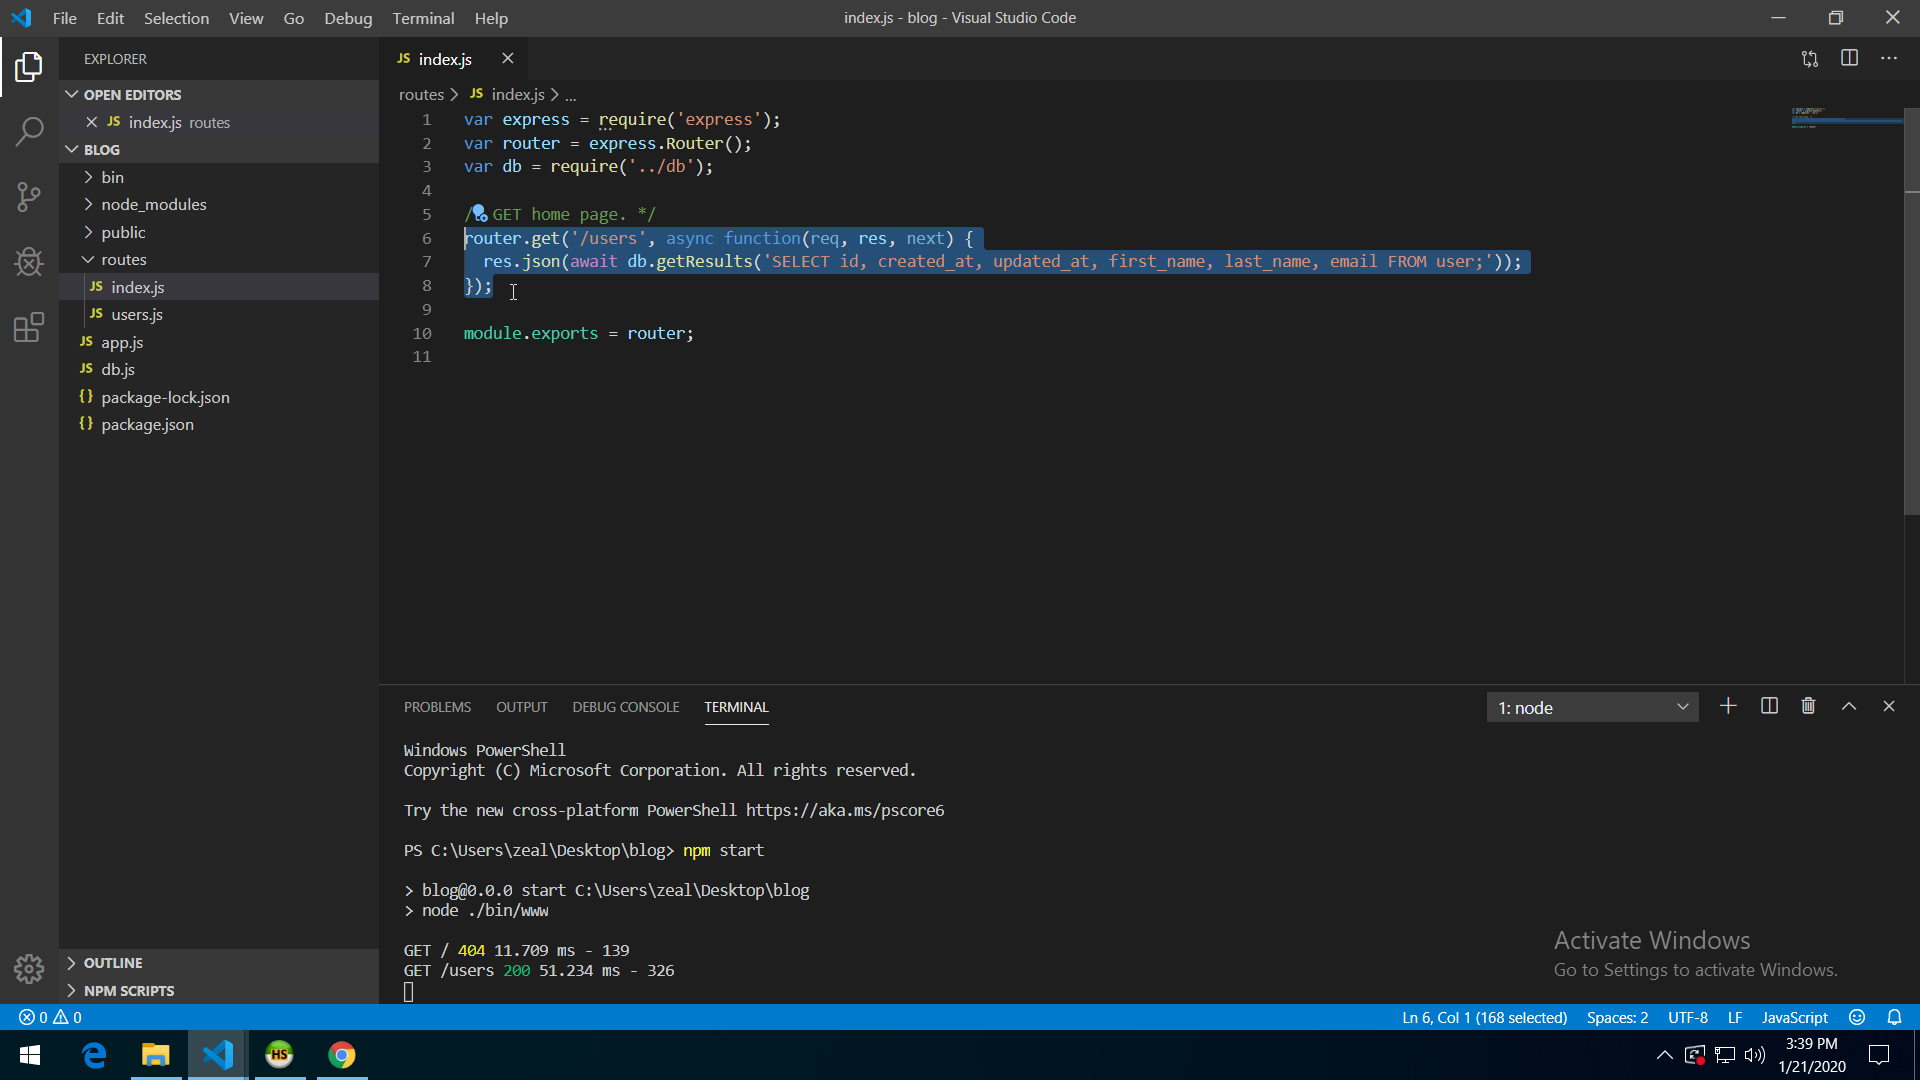 File Edit Selection View Go Debug Terminal Help
index.js - blog - Visual Studio Code
EXPLORER
OPEN EDITORS
JS index.js routes
BLOG
bin
node_modules
public
routes
JS index.js
JS users.js
JS app.js
JS db.js
{} package-lock.json
{} package.json
OUTLINE
NPM SCRIPTS
JS index.js
routes > JS index.js > ...
1 var express = require('express');
2 var router = express.Router();
3 var db = require('../db');
4
5 / GET home page. */
6 router.get('/users', async function(req, res, next) {
7 res.json(await db.getResults('SELECT id, created_at, updated_at, first_name, last_name, email FROM user;'));
8 });
9
10 module.exports = router;
11
PROBLEMS OUTPUT DEBUG CONSOLE TERMINAL
1: node
Windows PowerShell
Copyright (C) Microsoft Corporation. All rights reserved.
Try the new cross-platform PowerShell https://aka.ms/pscore6
PS C:\Users\zeal\Desktop\blog> npm start
> blog@0.0.0 start C:\Users\zeal\Desktop\blog
> node ./bin/www
GET / 404 11.709 ms - 139
GET /users 200 51.234 ms - 326
Activate Windows
Go to Settings to activate Windows.
0 0
Ln 6, Col 1 (168 selected) Spaces: 2 UTF-8 LF JavaScript
HS
3:39 PM
1/21/2020